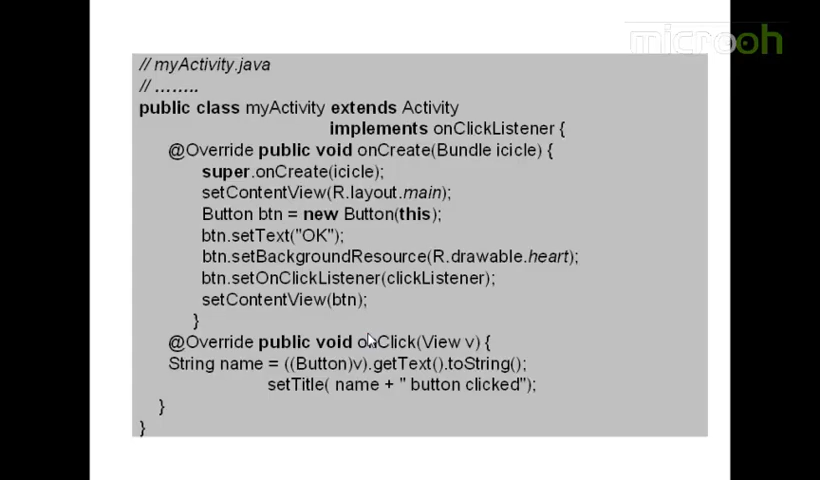 microoh
// myActivity.java
// ........
public class myActivity extends Activity
implements onClickListener {
@Override public void onCreate(Bundle icicle) {
super.onCreate(icicle);
setContentView(R.layout.main);
Button btn = new Button(this);
btn.setText("OK");
btn.setBackgroundResource(R.drawable.heart);
btn.setOnClickListener(clickListener);
setContentView(btn);
}
@Override public void onClick(View v) {
String name = ((Button)v).getText().toString();
setTitle( name + " button clicked");
}
}